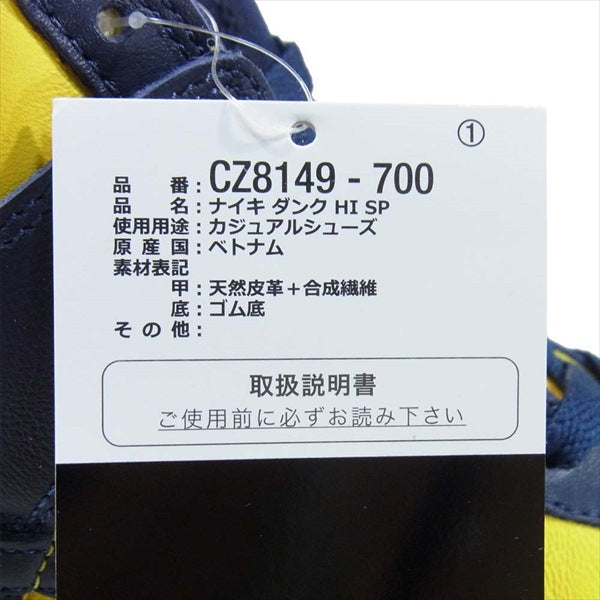 ①
品番：CZ8149 - 700
品名：ナイキ ダンク HI SP
使用用途：カジュアルシューズ
原産国：ベトナム
素材表記
甲：天然皮革＋合成繊維
底：ゴム底
その他：
取扱説明書
ご使用前に必ずお読み下さい